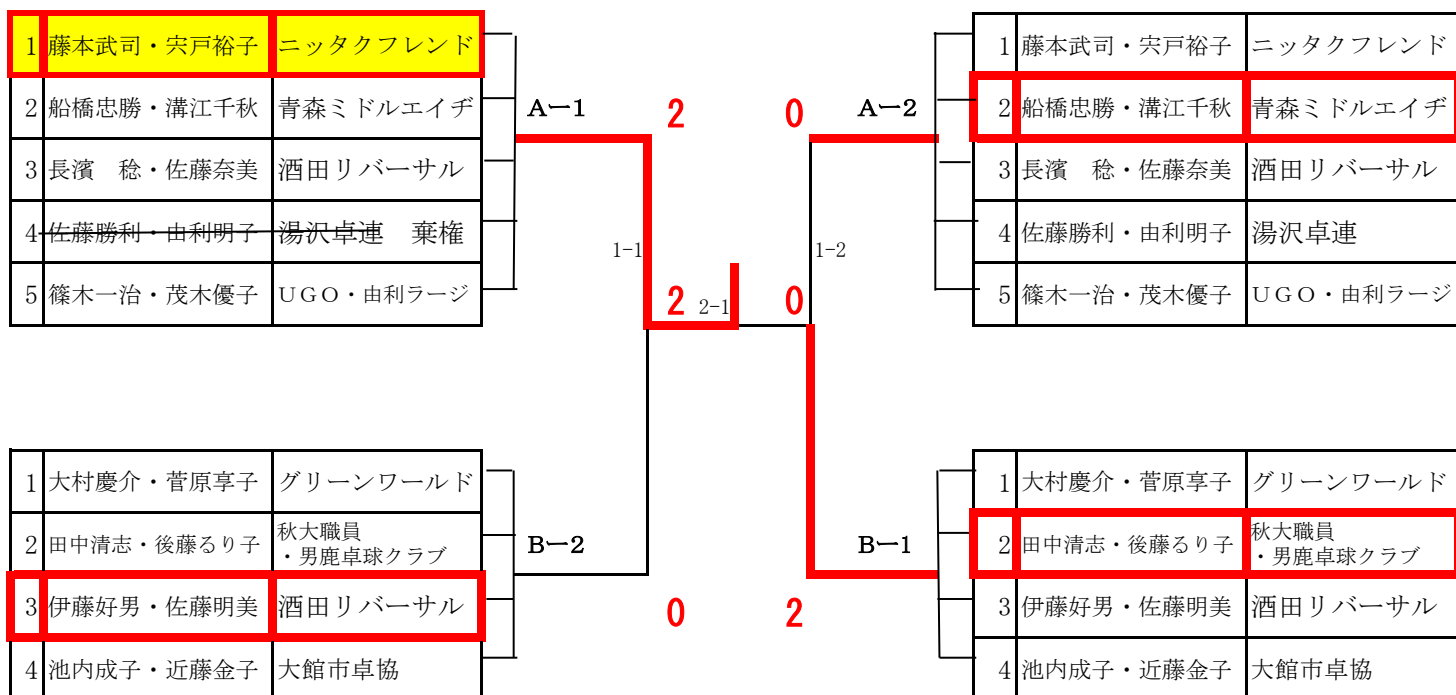 1 藤本武司・宍戸裕子 ニッタクフレンド
2 船橋忠勝・溝江千秋 青森ミドルエイヂ
3 長濱　稔・佐藤奈美 酒田リバーサル
4 佐藤勝利・由利明子 湯沢卓連　棄権
5 篠木一治・茂木優子 UGO・由利ラージ
A－1
2
0
A－2
1-1
1-2
2
2-1
0
1 藤本武司・宍戸裕子 ニッタクフレンド
2 船橋忠勝・溝江千秋 青森ミドルエイヂ
3 長濱　稔・佐藤奈美 酒田リバーサル
4 佐藤勝利・由利明子 湯沢卓連
5 篠木一治・茂木優子 UGO・由利ラージ
1 大村慶介・菅原享子 グリーンワールド
2 田中清志・後藤るり子 秋大職員
・男鹿卓球クラブ
3 伊藤好男・佐藤明美 酒田リバーサル
4 池内成子・近藤金子 大館市卓協
B－2
B－1
0
2
1 大村慶介・菅原享子 グリーンワールド
2 田中清志・後藤るり子 秋大職員
・男鹿卓球クラブ
3 伊藤好男・佐藤明美 酒田リバーサル
4 池内成子・近藤金子 大館市卓協